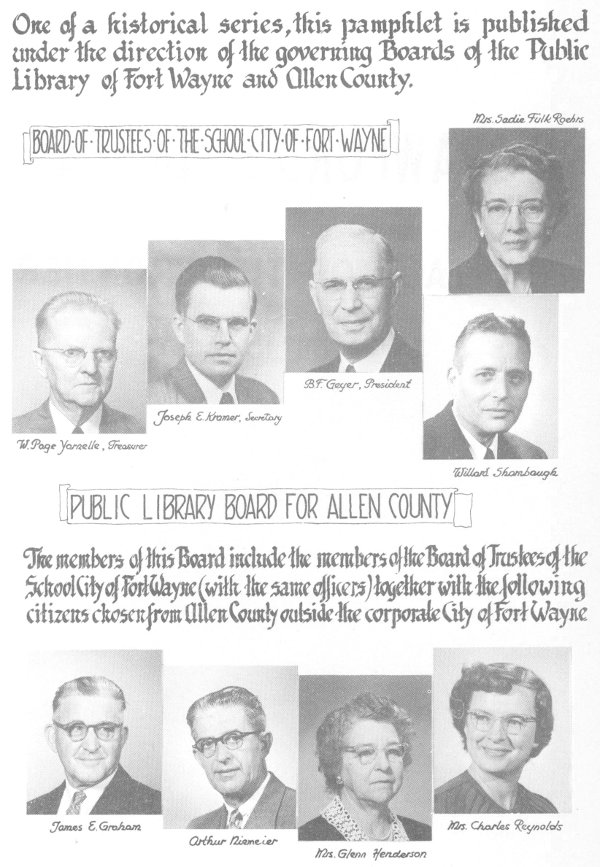 One of a historical series, this pamphlet is published
under the direction of the governing Boards of the Public
Library of Fort Wayne and Allen County.
BOARD·OF·TRUSTEES·OF·THE·SCHOOL·CITY·OF·FORT·WAYNE
Mrs. Sadie Fulk Roehrs
B.F. Geyer, President
Joseph E. Kramer, Secretary
W. Page Yarnelle, Treasurer
Willard Shambaugh
PUBLIC LIBRARY BOARD FOR ALLEN COUNTY
The members of this Board include the members of the Board of Trustees of the
School City of Fort Wayne (with the same officers) together with the following
citizens chosen from Allen County outside the corporate City of Fort Wayne
James E. Graham
Arthur Niemeier
Mrs. Glenn Henderson
Mrs. Charles Reynolds